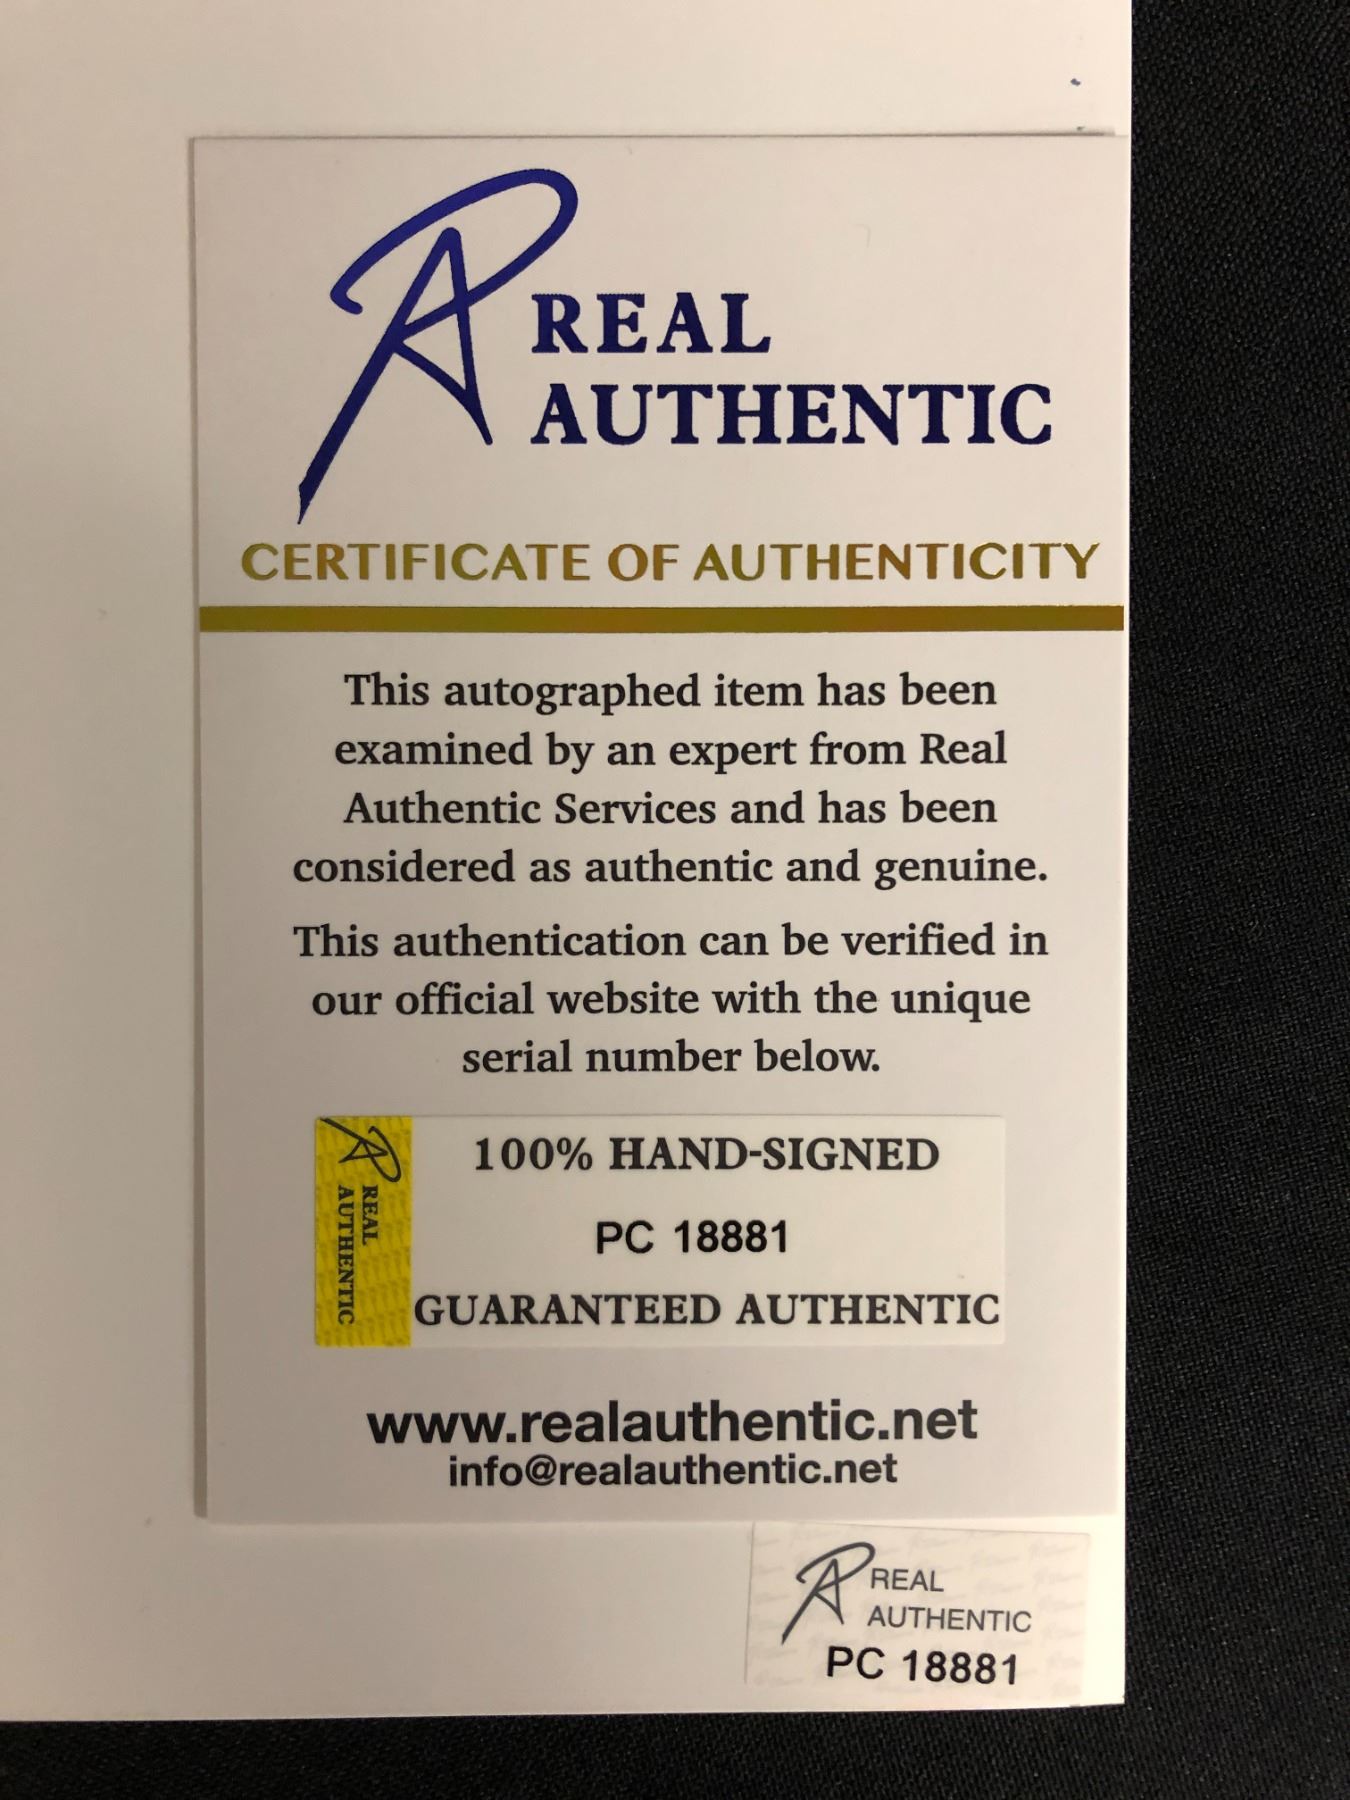 REAL
AUTHENTIC
CERTIFICATE OF AUTHENTICITY
This autographed item has been
examined by an expert from Real
Authentic Services and has been
considered as authentic and genuine.
This authentication can be verified in
our official website with the unique
serial number below.
REAL
AUTHENTIC
100% HAND-SIGNED
PC 18881
GUARANTEED AUTHENTIC
www.realauthentic.net
info@realauthentic.net
REAL
AUTHENTIC
PC 18881